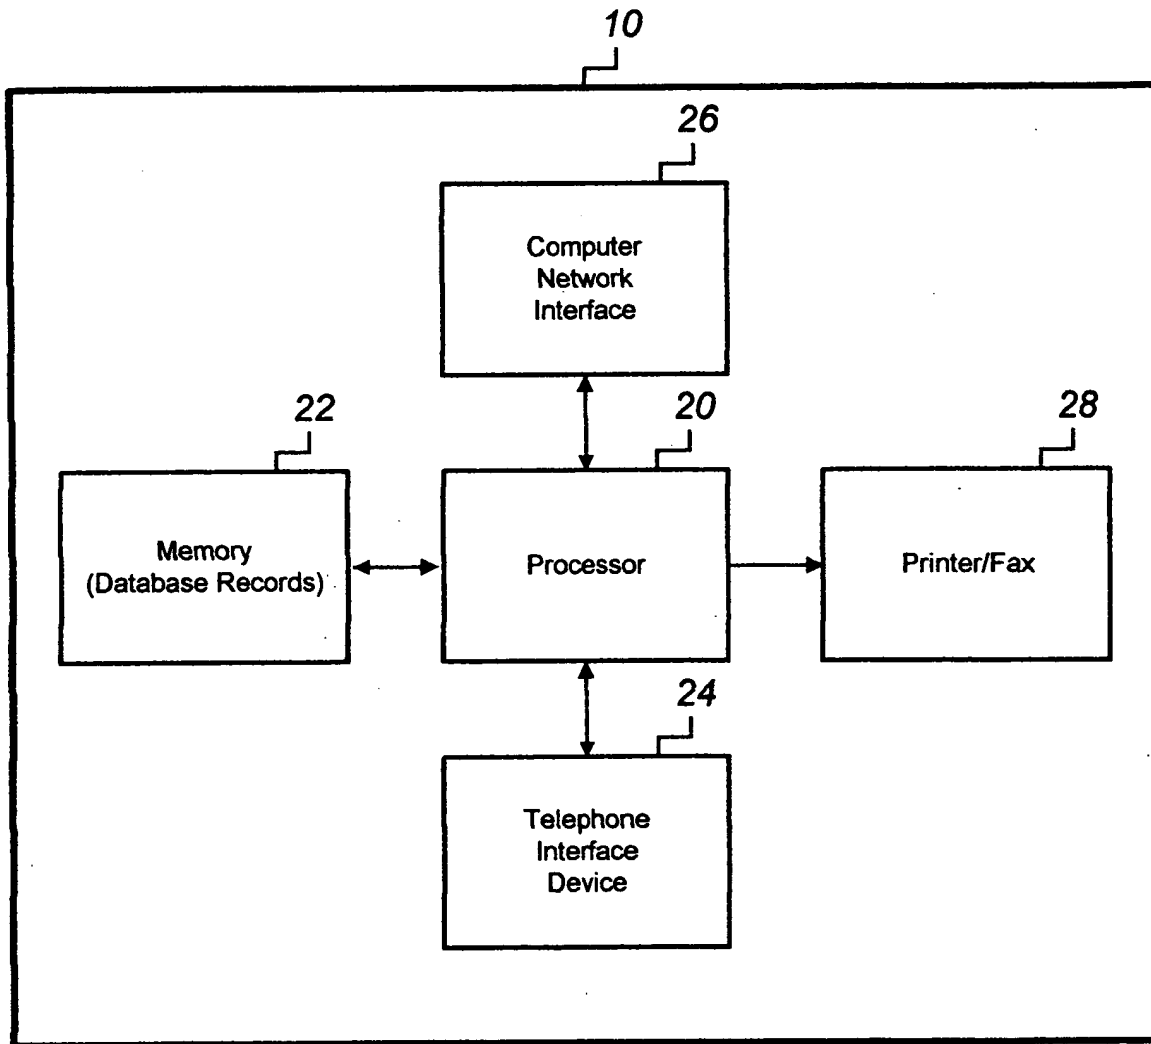 10
26
Computer
Network
Interface
22
20
28
Memory
(Database Records)
Processor
Printer/Fax
24
Telephone
Interface
Device